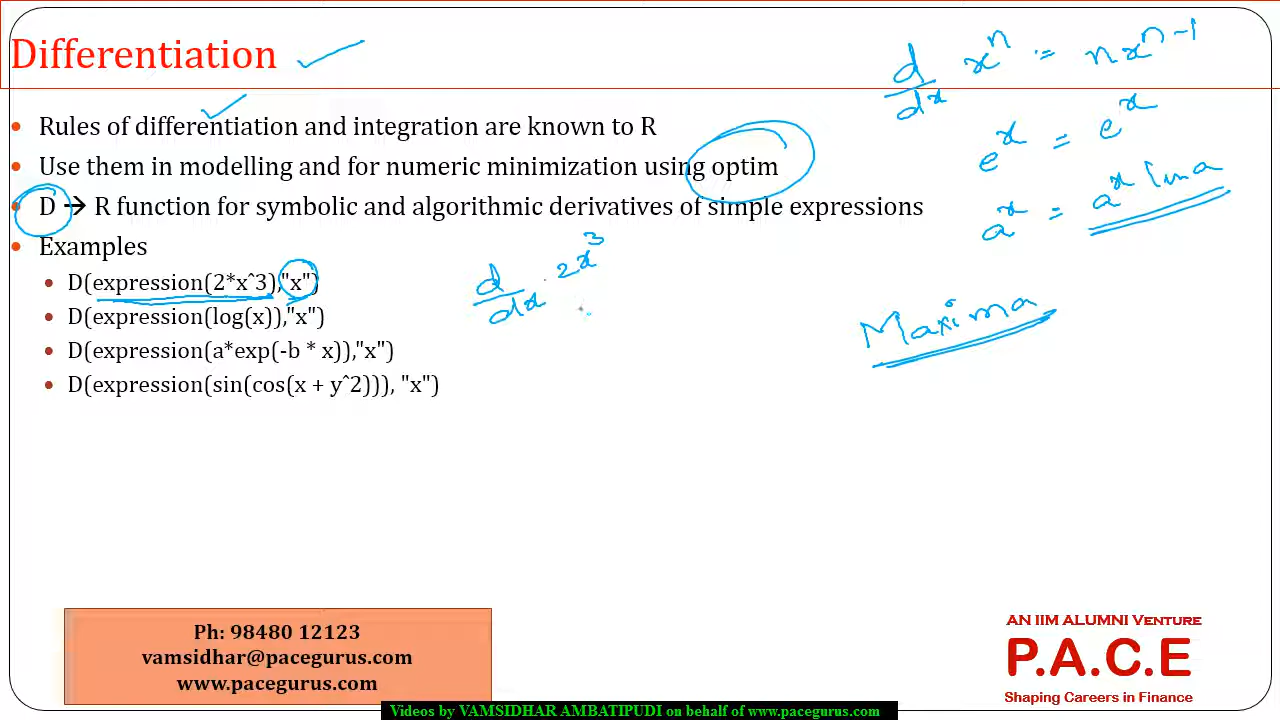 Differentiation
d/dx x^n = nx^n-1
e^x = e^x
a^x = a^x ln a
• Rules of differentiation and integration are known to R
• Use them in modelling and for numeric minimization using optim
• D → R function for symbolic and algorithmic derivatives of simple expressions
• Examples
• D(expression(2*x^3),"x")
d/dx 2x^3
• D(expression(log(x)),"x")
Maxima
• D(expression(a*exp(-b * x)),"x")
• D(expression(sin(cos(x + y^2))), "x")
Ph: 98480 12123
vamsidhar@pacegurus.com
www.pacegurus.com
AN IIM ALUMNI VENTURE
P.A.C.E
Shaping Careers in Finance
Videos by VAMSIDHAR AMBATIPUDI on behalf of www.pacegurus.com